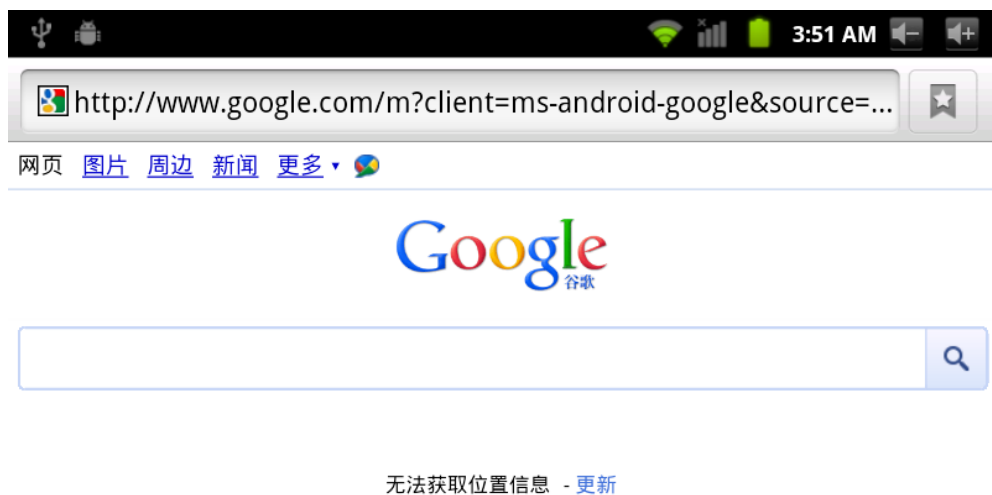 3:51 AM
http://www.google.com/m?client=ms-android-google&source=...
网页 图片 周边 新闻 更多
Google
谷歌
无法获取位置信息 - 更新